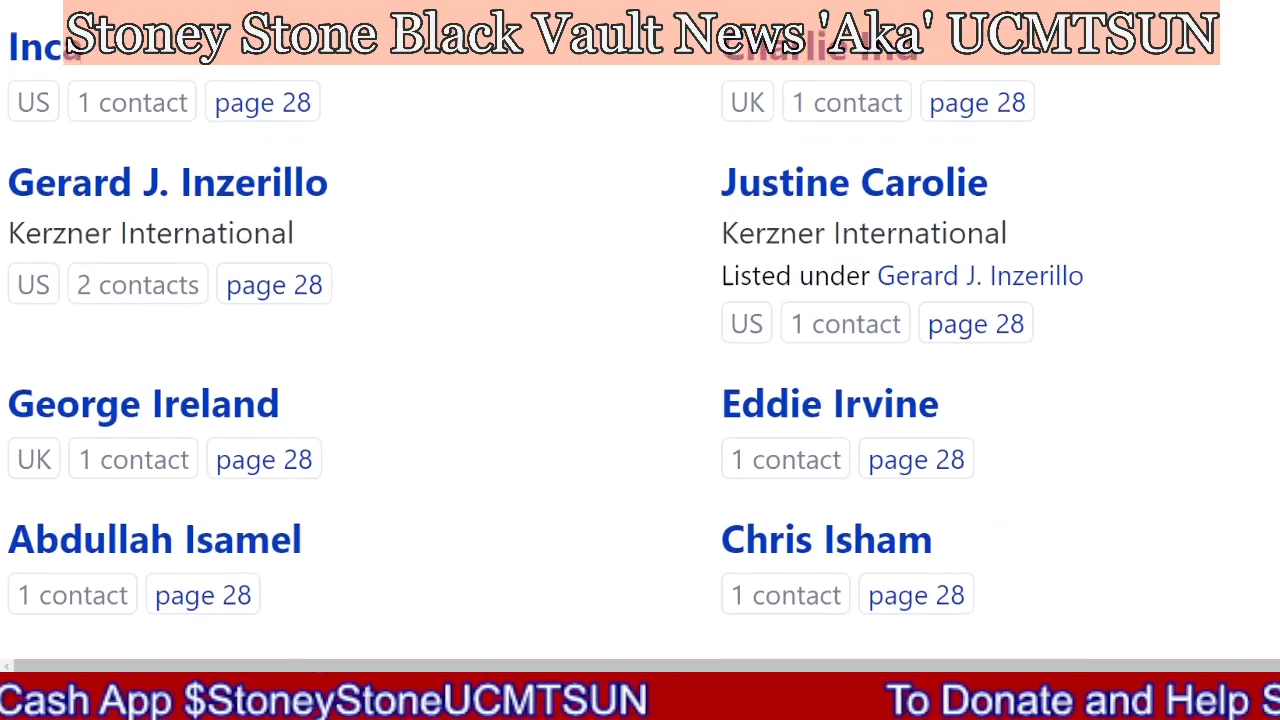 Stoney Stone Black Vault News 'Aka' UCMTSUN
Inca
US 1 contact page 28
UK 1 contact page 28
Gerard J. Inzerillo
Kerzner International
US 2 contacts page 28
Justine Carolie
Kerzner International
Listed under Gerard J. Inzerillo
US 1 contact page 28
George Ireland
UK 1 contact page 28
Eddie Irvine
1 contact page 28
Abdullah Isamel
1 contact page 28
Chris Isham
1 contact page 28
Cash App $StoneyStoneUCMTSUN To Donate and Help S